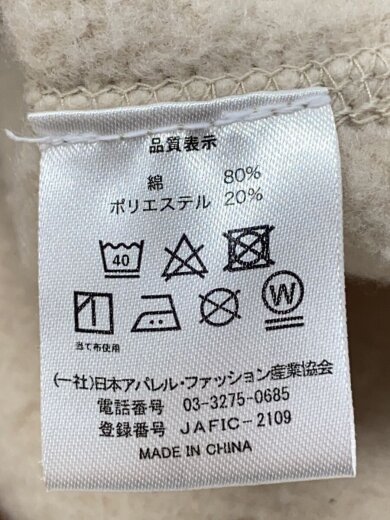 品質表示
綿 80%
ポリエステル 20%
40
W
当て布使用
(一社)日本アパレル・ファッション産業協会
電話番号 03-3275-0685
登録番号 JAFIC-2109
MADE IN CHINA